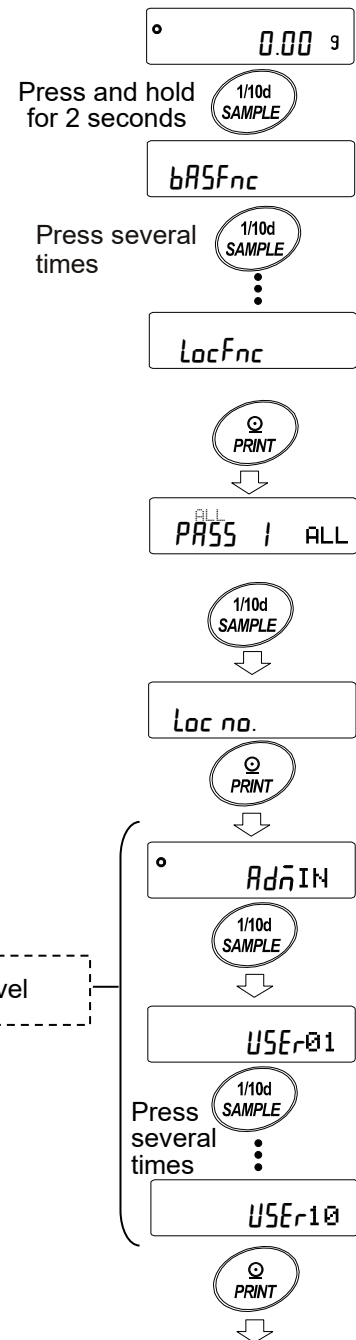 0.00 g
Press and hold
for 2 seconds
1/10d
SAMPLE
bASFnc
Press several
times
1/10d
SAMPLE
LocFnc
PRINT
ALL
PASS 1 ALL
1/10d
SAMPLE
Loc no.
PRINT
AdmIN
1/10d
SAMPLE
vel
USEr01
Press
several
times
1/10d
SAMPLE
USEr10
PRINT